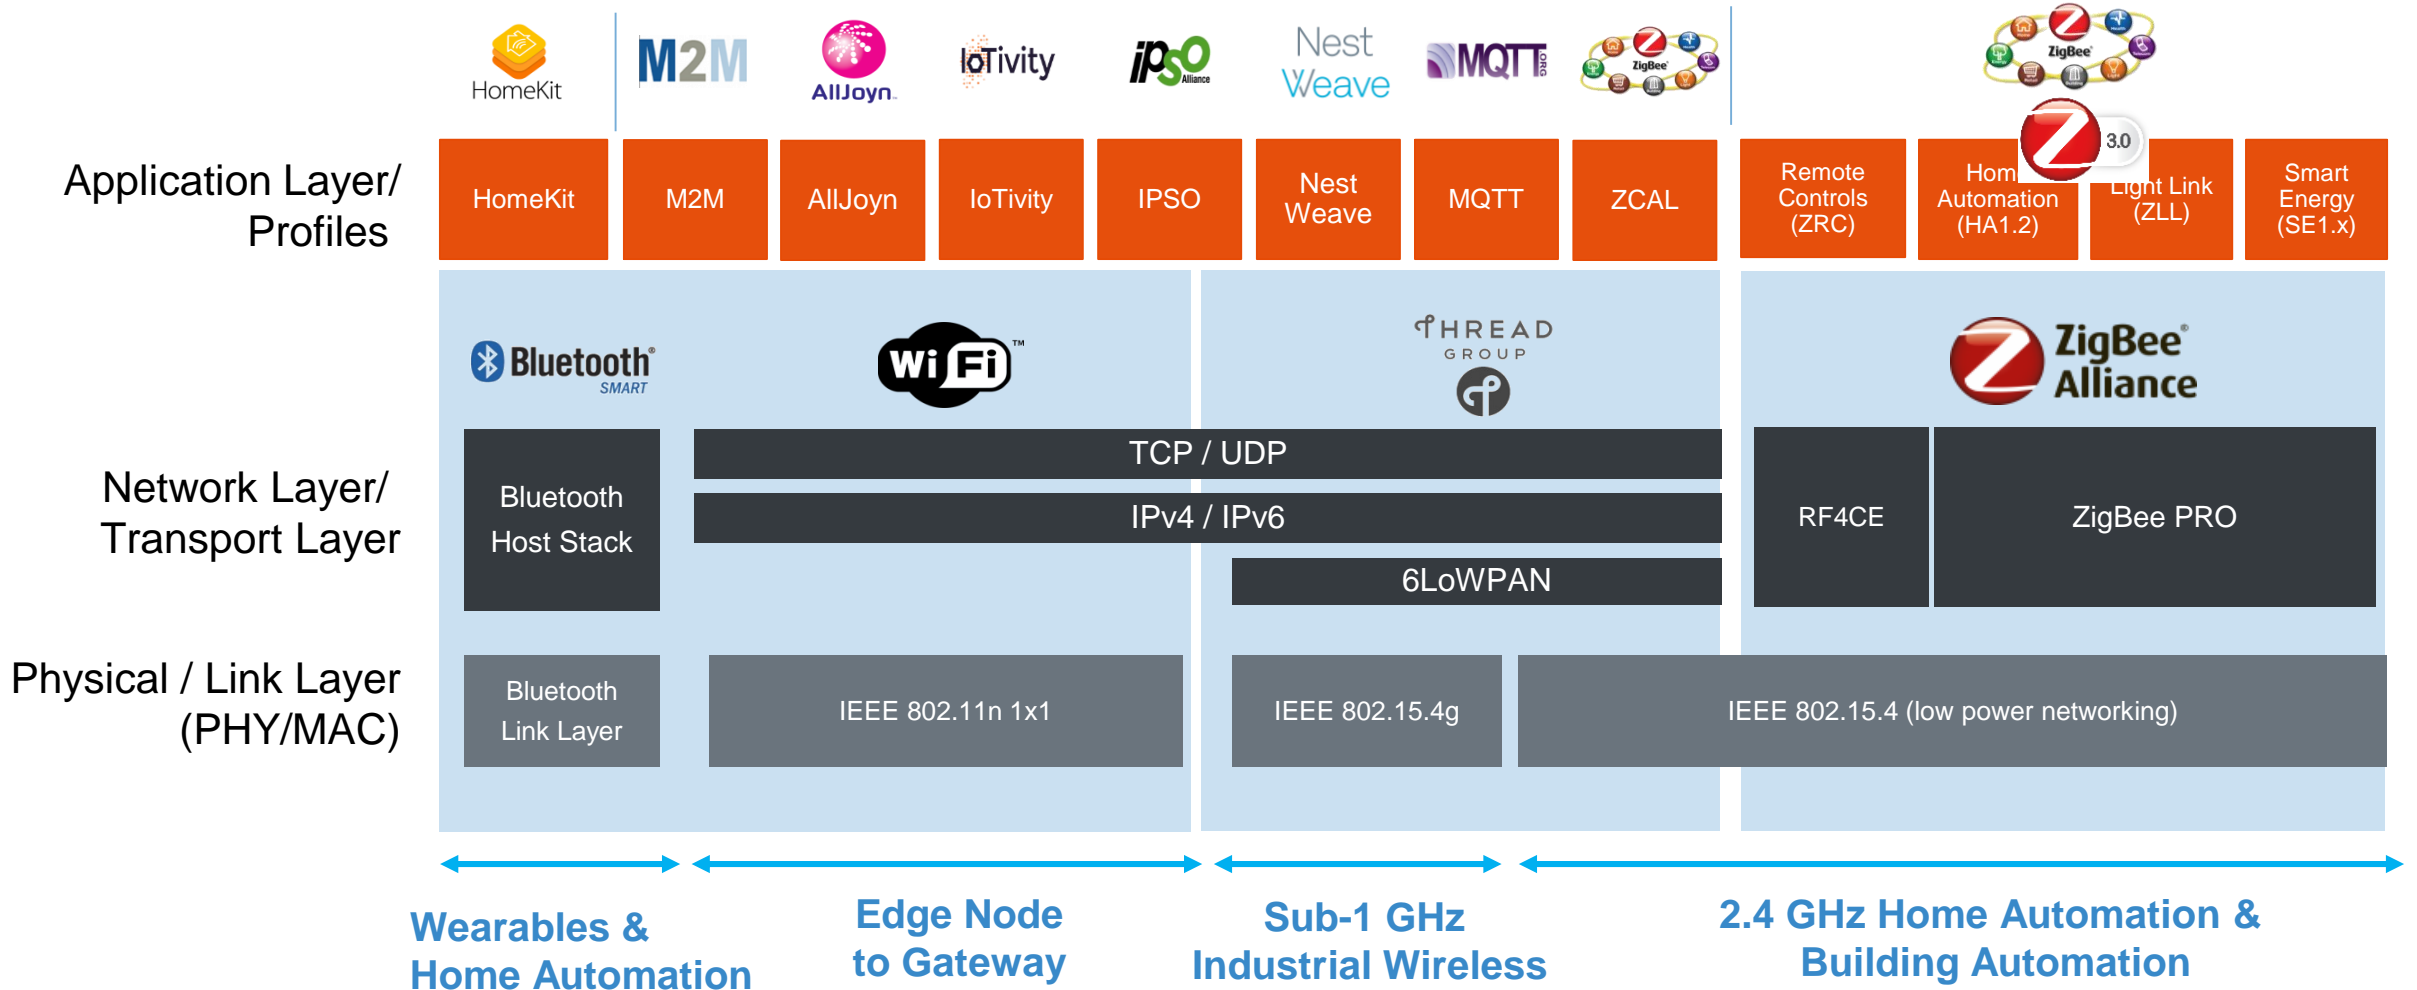 HomeKit
M2M
AllJoyn
IoTivity
iPSO
Alliance
Nest
Weave
MQTT
.ORG
ZigBee
ZigBee
3.0
Application Layer/
Profiles
HomeKit
M2M
AllJoyn
IoTivity
IPSO
Nest
Weave
MQTT
ZCAL
Remote
Controls
(ZRC)
Automation
(HA1.2)
Light Link
(ZLL)
Smart
Energy
(SE1.x)
Bluetooth®
SMART
Wi Fi™
THREAD
GROUP
ZigBee®
Alliance
Network Layer/
Transport Layer
Bluetooth
Host Stack
TCP / UDP
IPv4 / IPv6
6LoWPAN
RF4CE
ZigBee PRO
Physical / Link Layer
(PHY/MAC)
Bluetooth
Link Layer
IEEE 802.11n 1x1
IEEE 802.15.4g
IEEE 802.15.4 (low power networking)
Wearables &
Home Automation
Edge Node
to Gateway
Sub-1 GHz
Industrial Wireless
2.4 GHz Home Automation &
Building Automation